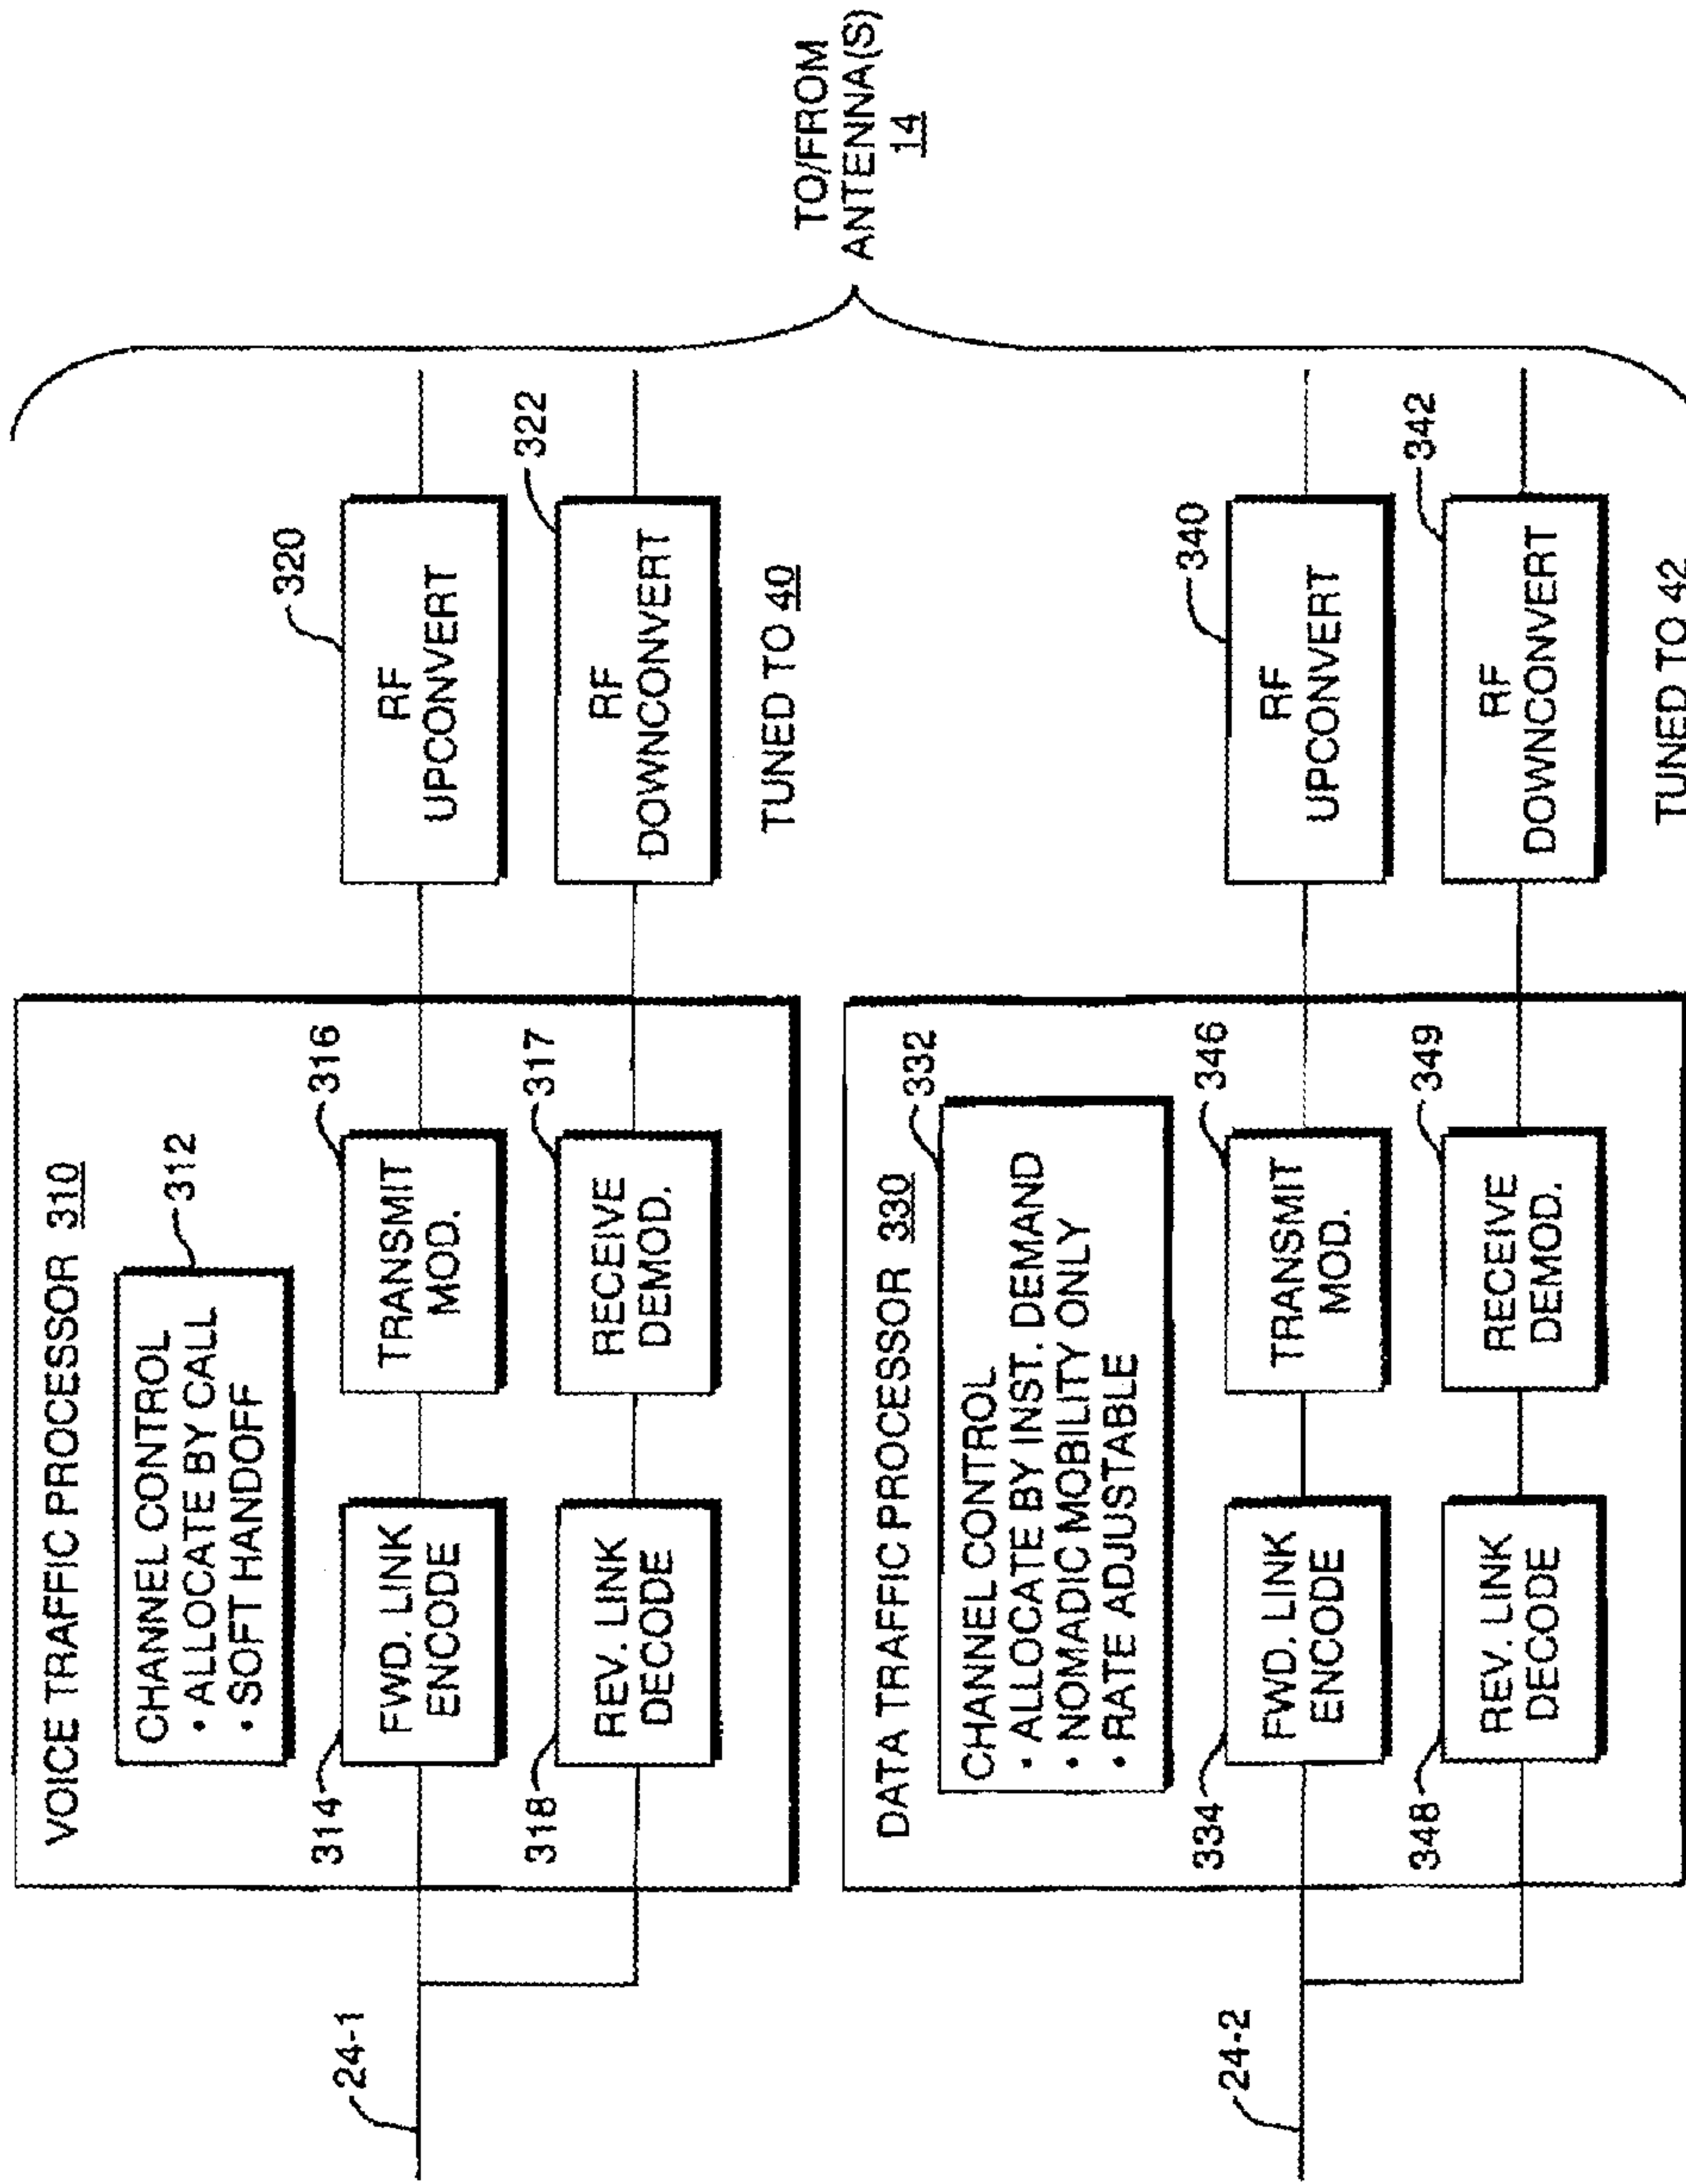 VOICE TRAFFIC PROCESSOR 310
CHANNEL CONTROL
• ALLOCATE BY CALL
• SOFT HANDOFF
312
24-1
314
FWD. LINK
ENCODE
316
TRANSMIT
MOD.
320
RF
UPCONVERT
318
REV. LINK
DECODE
317
RECEIVE
DEMOD.
322
RF
DOWNCONVERT
TUNED TO 40
TO/FROM
ANTENNA(S)
14
DATA TRAFFIC PROCESSOR 330
332
CHANNEL CONTROL
• ALLOCATE BY INST. DEMAND
• NOMADIC MOBILITY ONLY
• RATE ADJUSTABLE
24-2
334
FWD. LINK
ENCODE
346
TRANSMIT
MOD.
340
RF
UPCONVERT
348
REV. LINK
DECODE
349
RECEIVE
DEMOD.
342
RF
DOWNCONVERT
TUNED TO 42